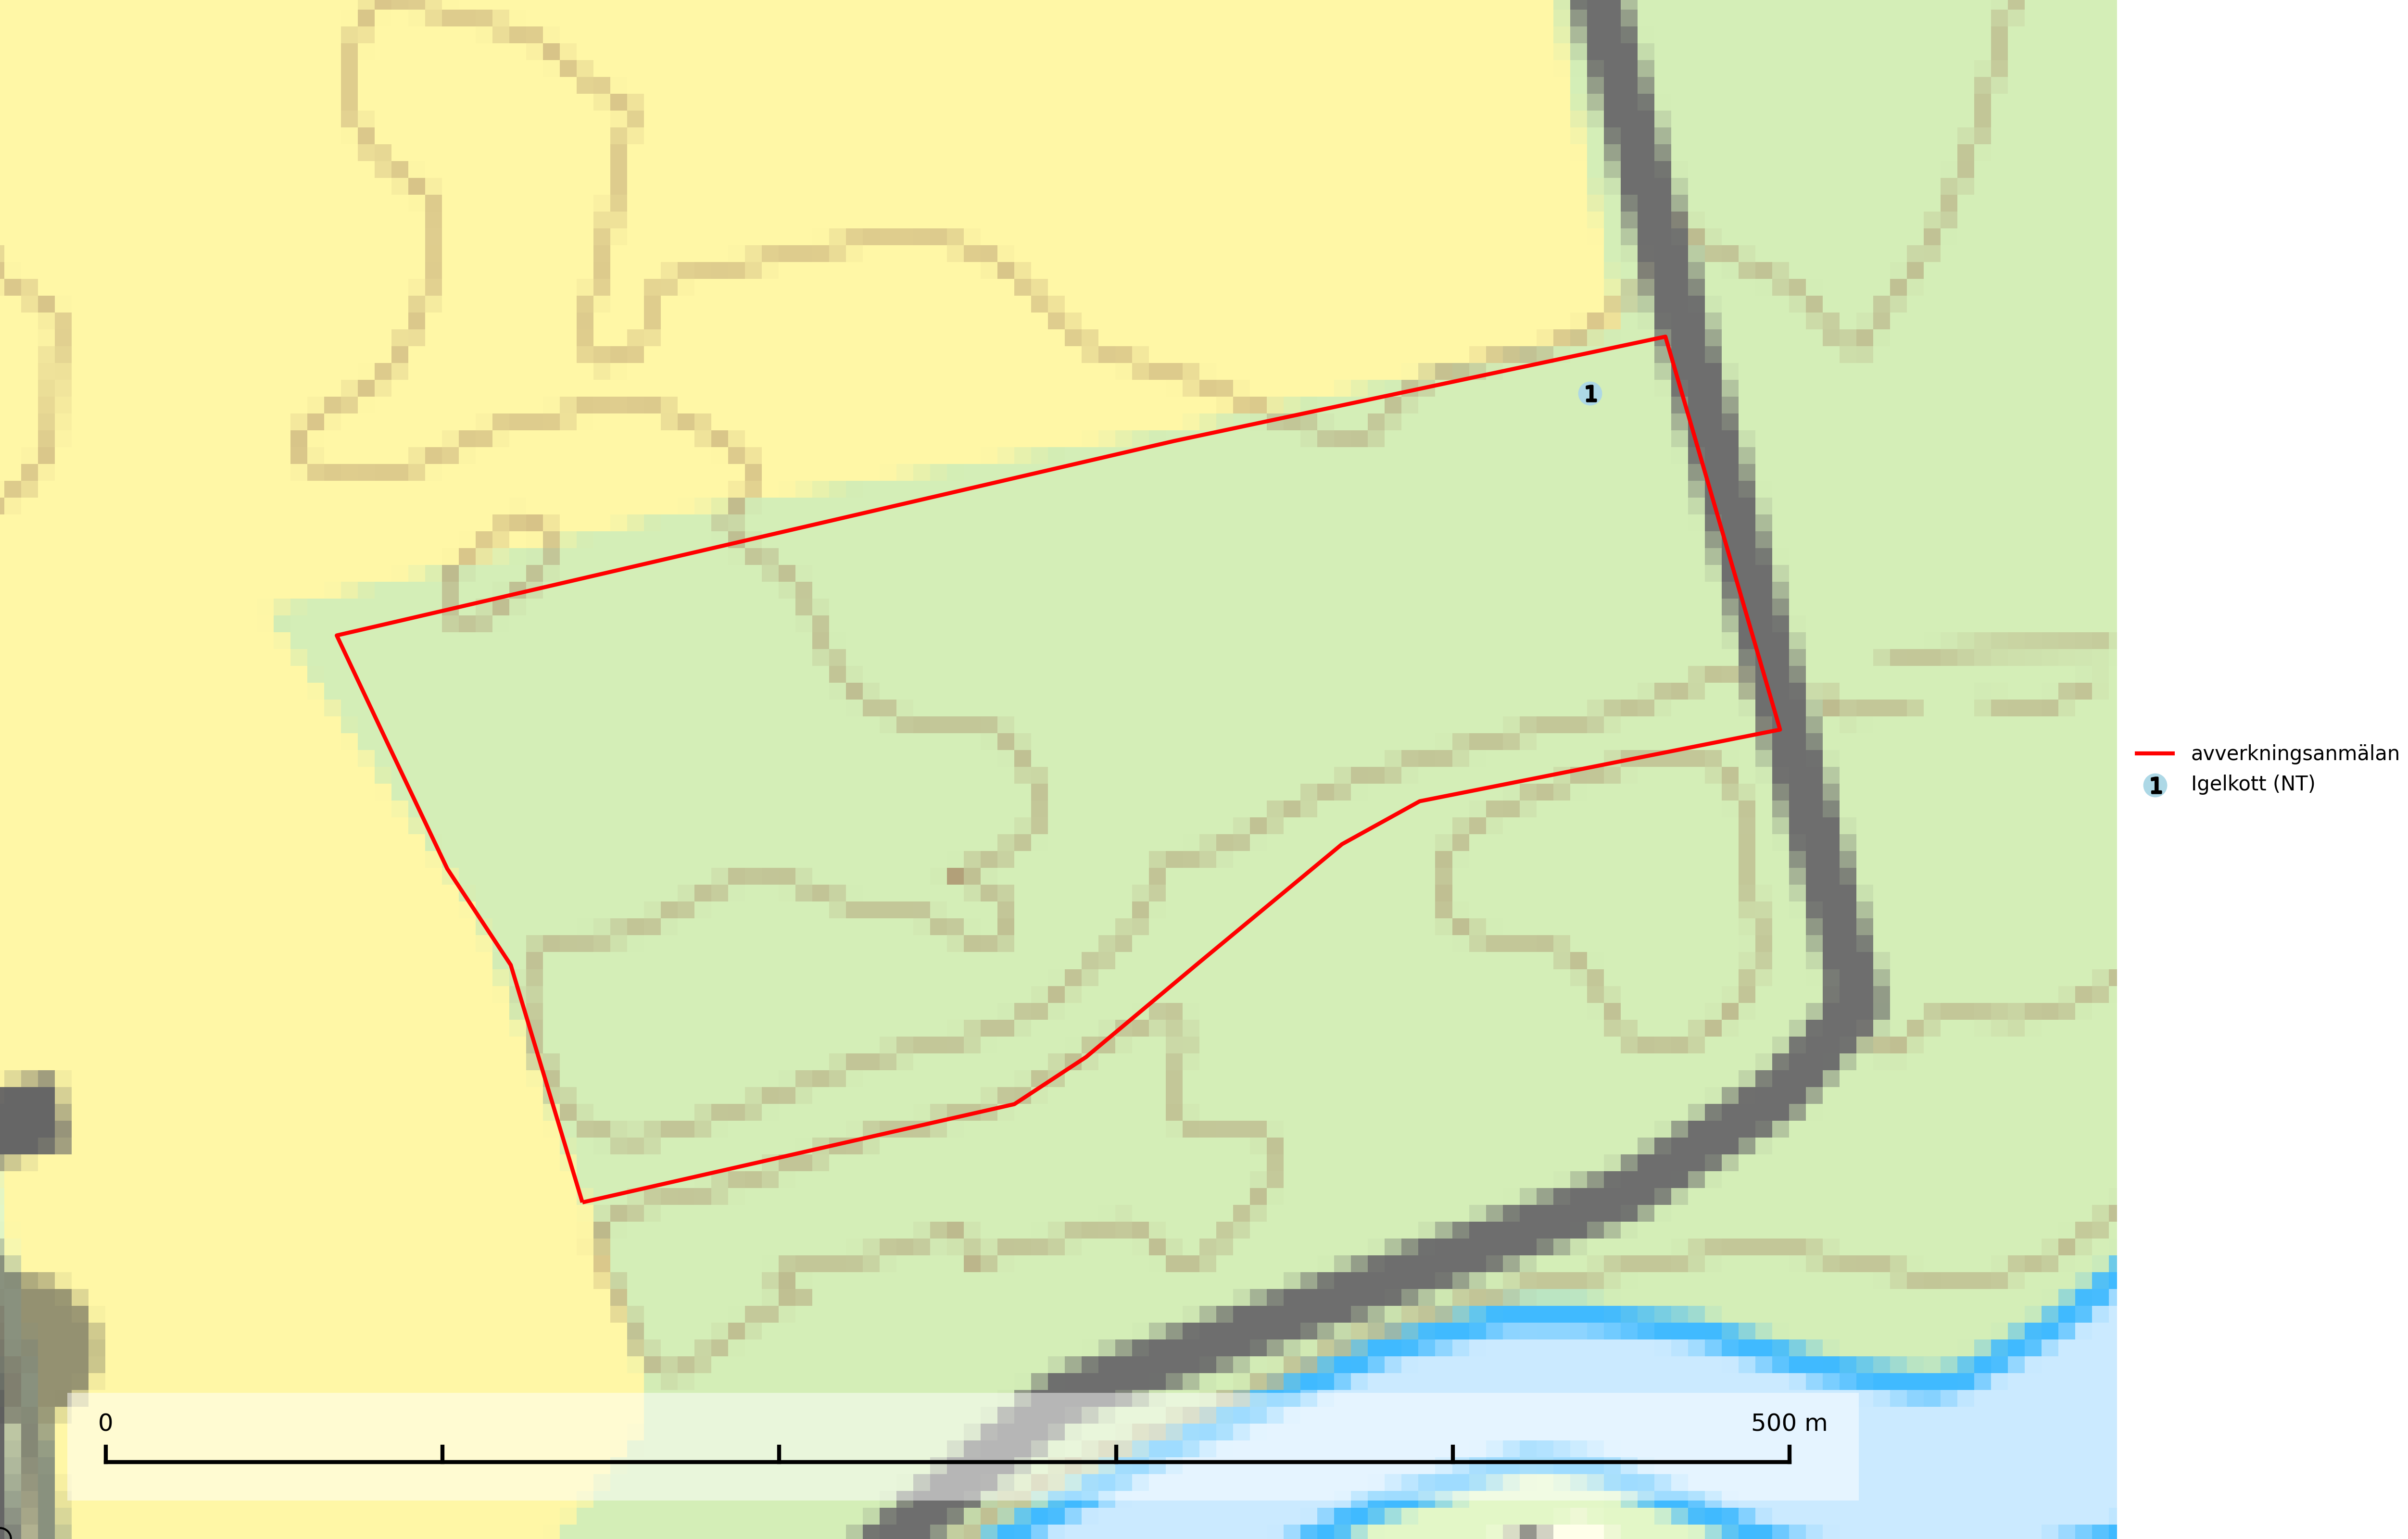 1
avverkningsanmälan
1 Igelkott (NT)
0 500 m